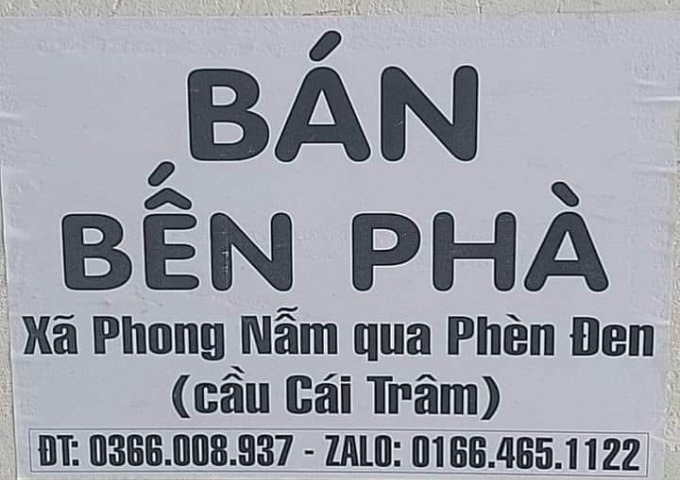 BÁN
BẾN PHÀ
Xã Phong Nẫm qua Phèn Đen
(cầu Cái Trâm)
ĐT: 0366.008.937 - ZALO: 0166.465.1122